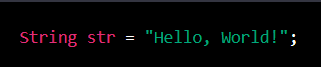 String str = "Hello, World!";